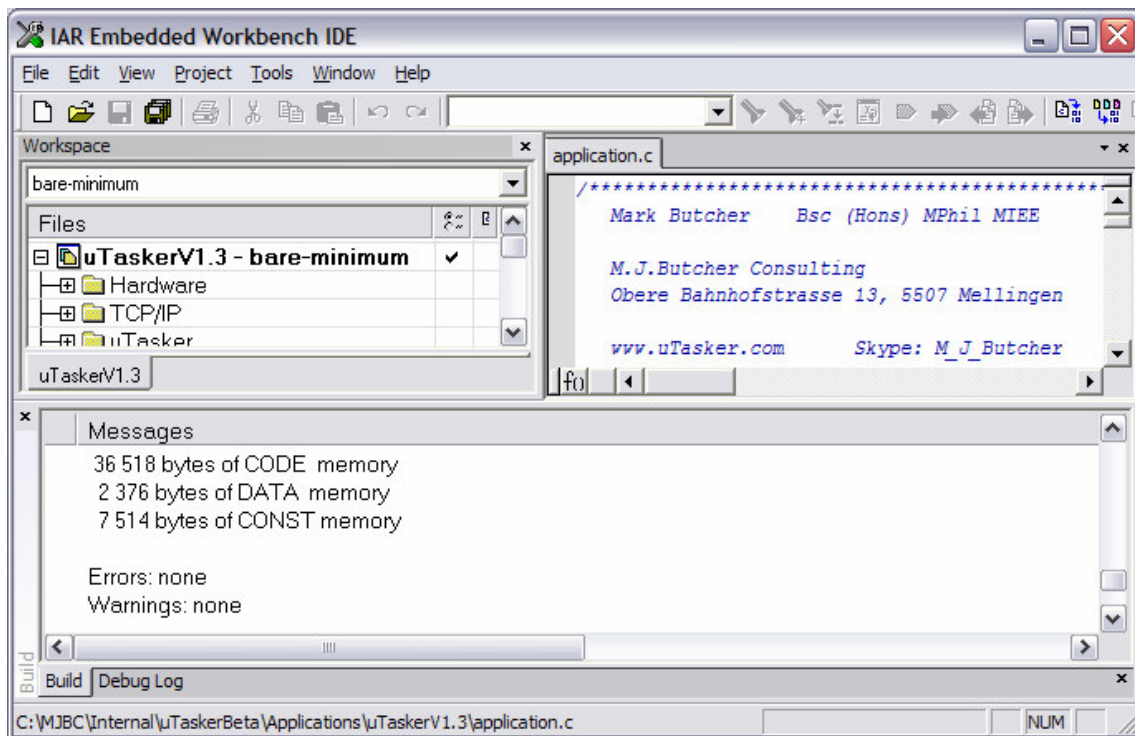 IAR Embedded Workbench IDE
File Edit View Project Tools Window Help
Workspace
bare-minimum
Files
uTaskerV1.3 - bare-minimum
Hardware
TCP/IP
uTasker
uTaskerV1.3
application.c
/*********************************************
Mark Butcher Bsc (Hons) MPhil MIEE
M.J.Butcher Consulting
Obere Bahnhofstrasse 13, 5507 Mellingen
www.uTasker.com Skype: M_J_Butcher
f()
Messages
36 518 bytes of CODE memory
2 376 bytes of DATA memory
7 514 bytes of CONST memory
Errors: none
Warnings: none
Build
Build Debug Log
C:\MJBC\Internal\uTaskerBeta\Applications\uTaskerV1.3\application.c
NUM